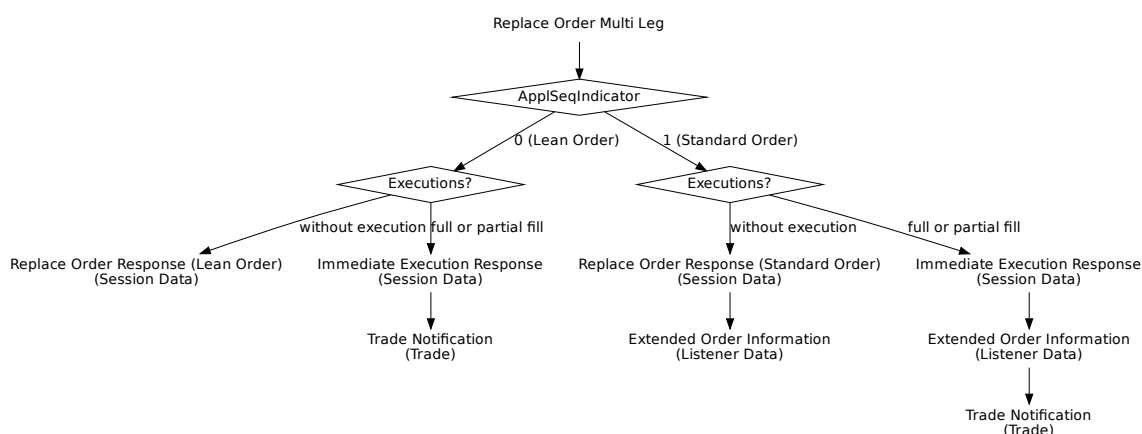 Replace Order Multi Leg
ApplSeqIndicator
0 (Lean Order)
1 (Standard Order)
Executions?
Executions?
without execution
full or partial fill
without execution
full or partial fill
Replace Order Response (Lean Order)
(Session Data)
Immediate Execution Response
(Session Data)
Replace Order Response (Standard Order)
(Session Data)
Immediate Execution Response
(Session Data)
Trade Notification
(Trade)
Extended Order Information
(Listener Data)
Extended Order Information
(Listener Data)
Trade Notification
(Trade)